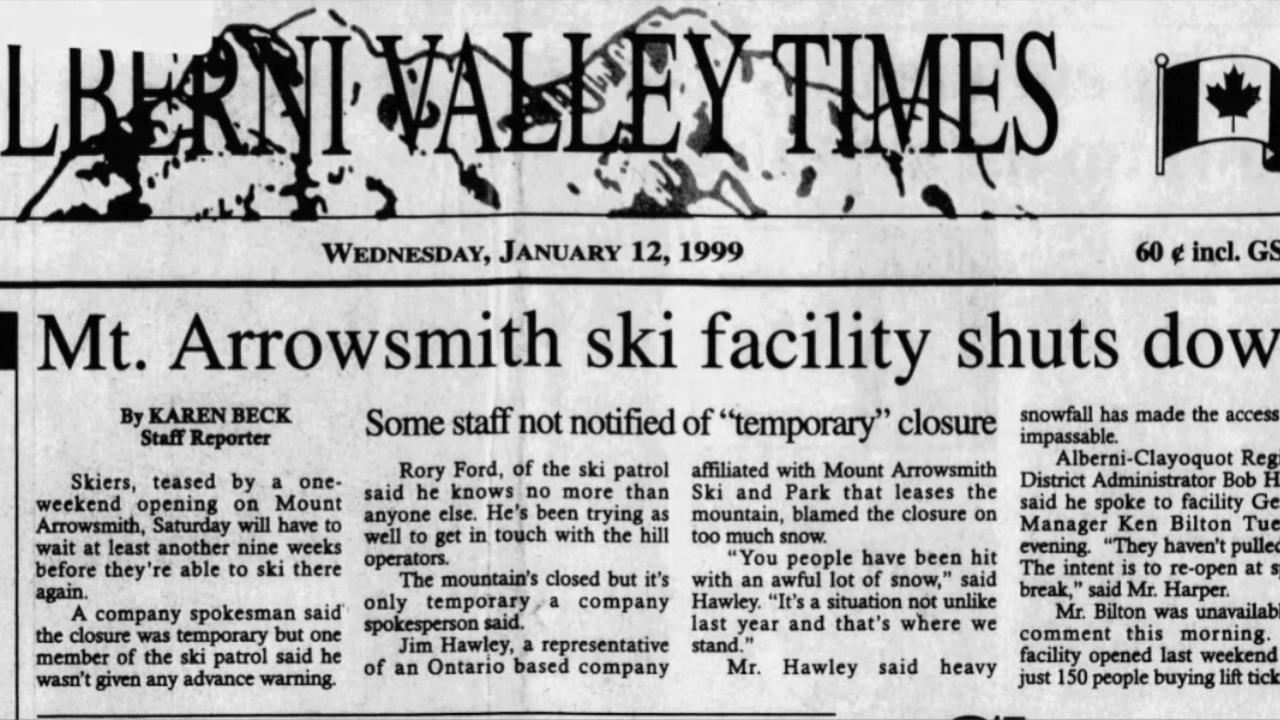 LBERNI VALLEY TIMES
WEDNESDAY, JANUARY 12, 1999
60 ¢ incl. GS
Mt. Arrowsmith ski facility shuts dow
By KAREN BECK
Staff Reporter
Some staff not notified of “temporary” closure
Skiers, teased by a one-
weekend opening on Mount
Arrowsmith, Saturday will have to
wait at least another nine weeks
before they're able to ski there
again.
A company spokesman said
the closure was temporary but one
member of the ski patrol said he
wasn't given any advance warning.
Rory Ford, of the ski patrol
said he knows no more than
anyone else. He's been trying as
well to get in touch with the hill
operators.
The mountain's closed but it's
only temporary a company
spokesperson said.
Jim Hawley, a representative
of an Ontario based company
affiliated with Mount Arrowsmith
Ski and Park that leases the
mountain, blamed the closure on
too much snow.
“You people have been hit
with an awful lot of snow,” said
Hawley. “It's a situation not unlike
last year and that's where we
stand.”
Mr. Hawley said heavy
snowfall has made the access
impassable.
Alberni-Clayoquot Regi
District Administrator Bob H
said he spoke to facility Ge
Manager Ken Bilton Tue
evening. “They haven't pulled
The intent is to re-open at s
break,” said Mr. Harper.
Mr. Bilton was unavailab
comment this morning.
facility opened last weekend
just 150 people buying lift tick